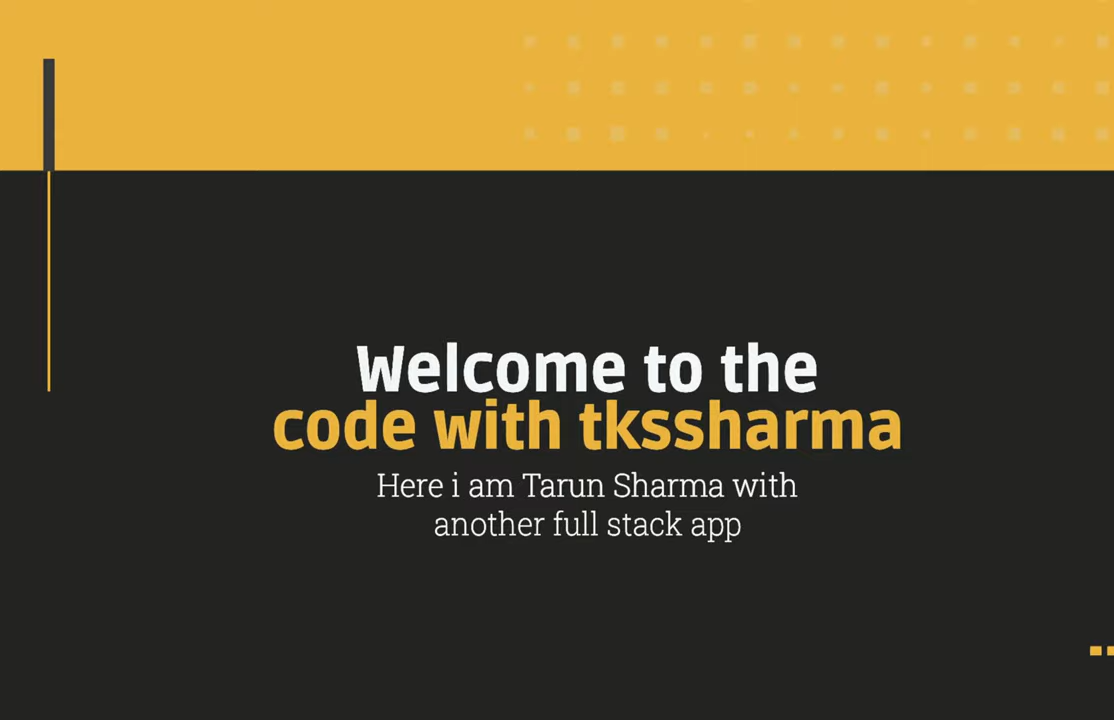 Welcome to the
code with tkssharma
Here i am Tarun Sharma with
another full stack app